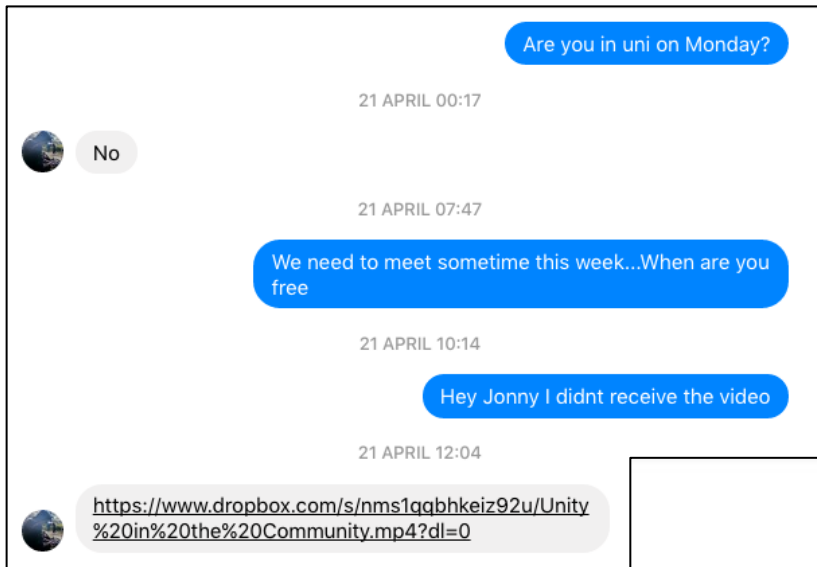 Are you in uni on Monday?
21 APRIL 00:17
No
21 APRIL 07:47
We need to meet sometime this week...When are you
free
21 APRIL 10:14
Hey Jonny I didnt receive the video
21 APRIL 12:04
https://www.dropbox.com/s/nms1qqbhkeiz92u/Unity
%20in%20the%20Community.mp4?dl=0